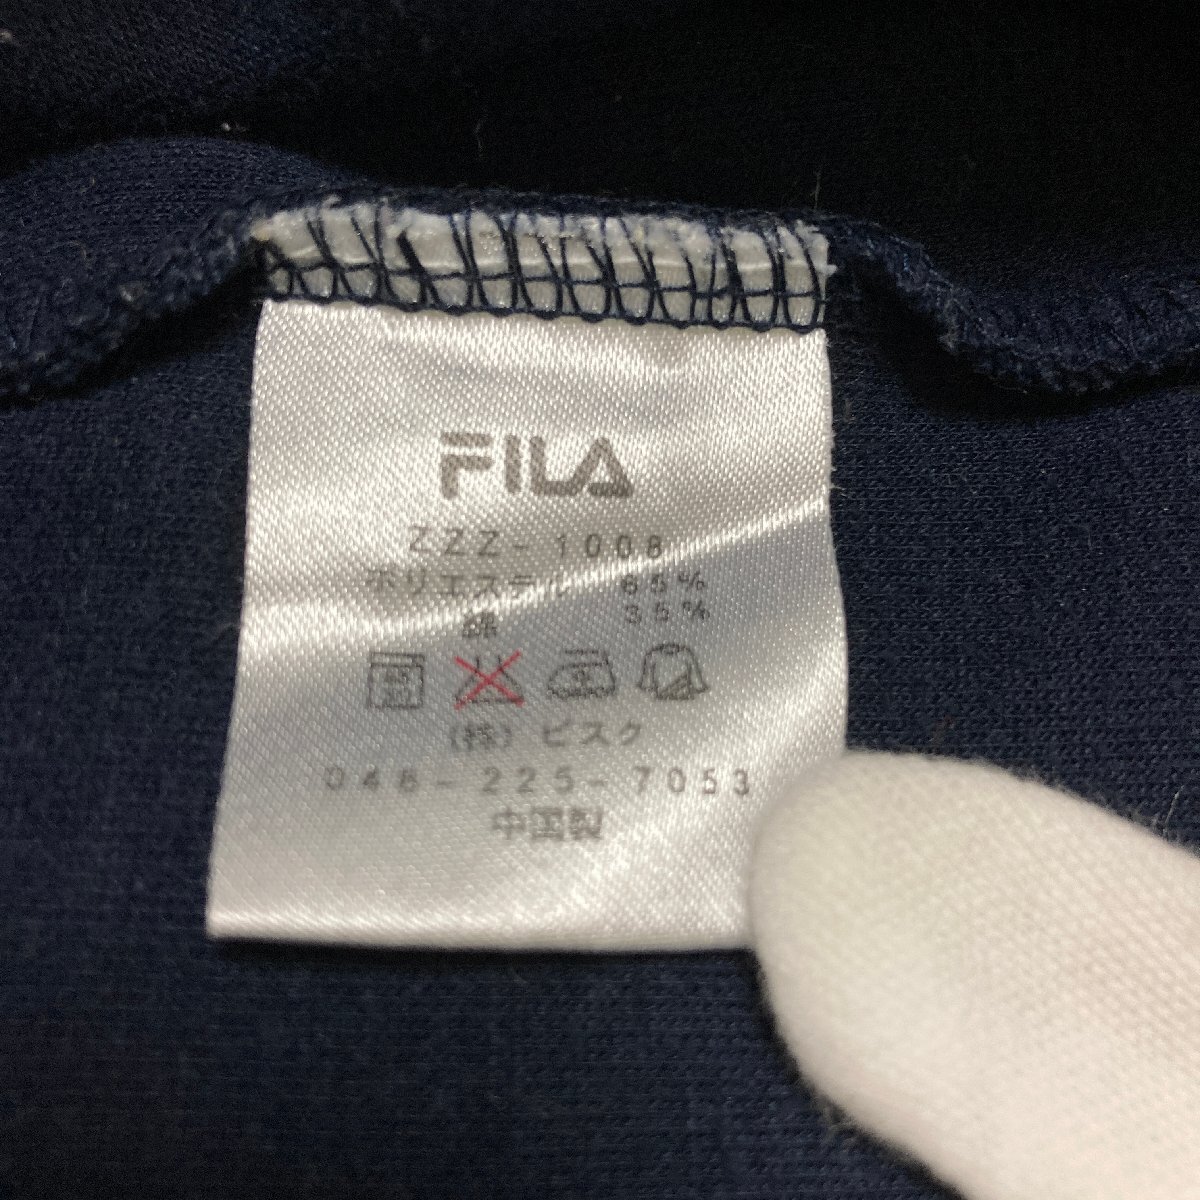 FILA
ZZZ-1008
ポリエステル 65%
綿 35%
(株) ビスク
048-225-7053
中国製